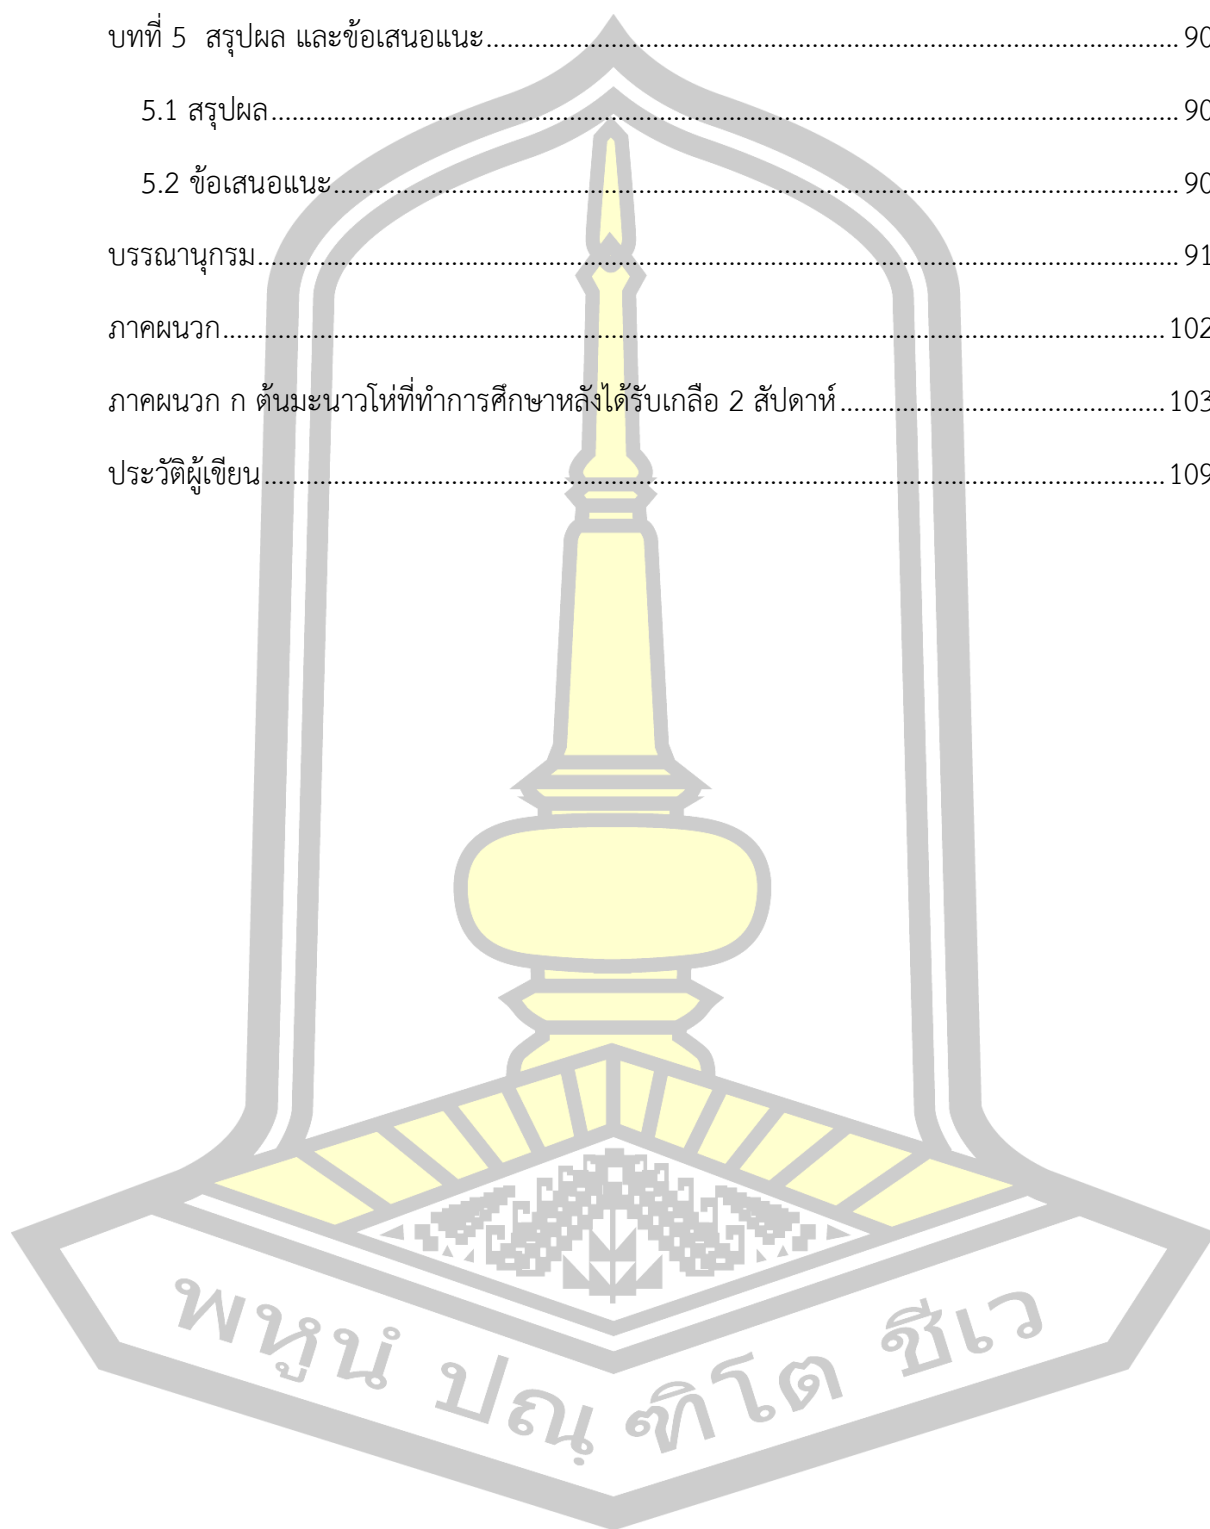 บทที่ 5  สรุปผล และข้อเสนอแนะ.................................................................................... 90
5.1 สรุปผล.............................................................................................................. 90
5.2 ข้อเสนอแนะ...................................................................................................... 90
บรรณานุกรม............................................................................................................... 91
ภาคผนวก.................................................................................................................. 102
ภาคผนวก ก ต้นมะนาวโห่ที่ทำการศึกษาหลังได้รับเกลือ 2 สัปดาห์....................................... 103
ประวัติผู้เขียน............................................................................................................. 109
พหูนํ ปณฺฑิโต ชีเว